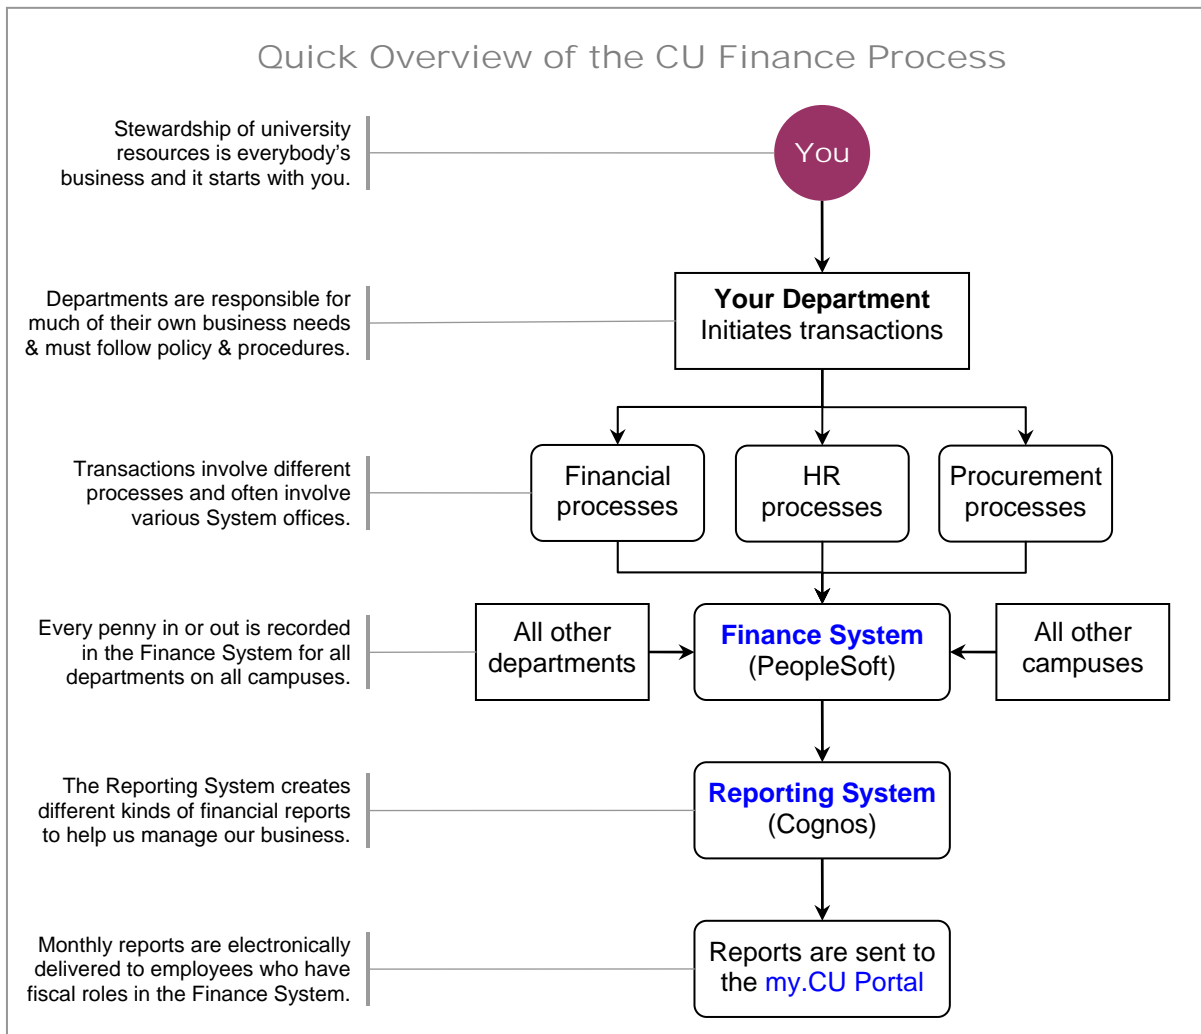 Quick Overview of the CU Finance Process
Stewardship of university
resources is everybody's
business and it starts with you.
You
Departments are responsible for
much of their own business needs
& must follow policy & procedures.
Your Department
Initiates transactions
Transactions involve different
processes and often involve
various System offices.
Financial
processes
HR
processes
Procurement
processes
Every penny in or out is recorded
in the Finance System for all
departments on all campuses.
All other
departments
Finance System
(PeopleSoft)
All other
campuses
The Reporting System creates
different kinds of financial reports
to help us manage our business.
Reporting System
(Cognos)
Monthly reports are electronically
delivered to employees who have
fiscal roles in the Finance System.
Reports are sent to
the my.CU Portal